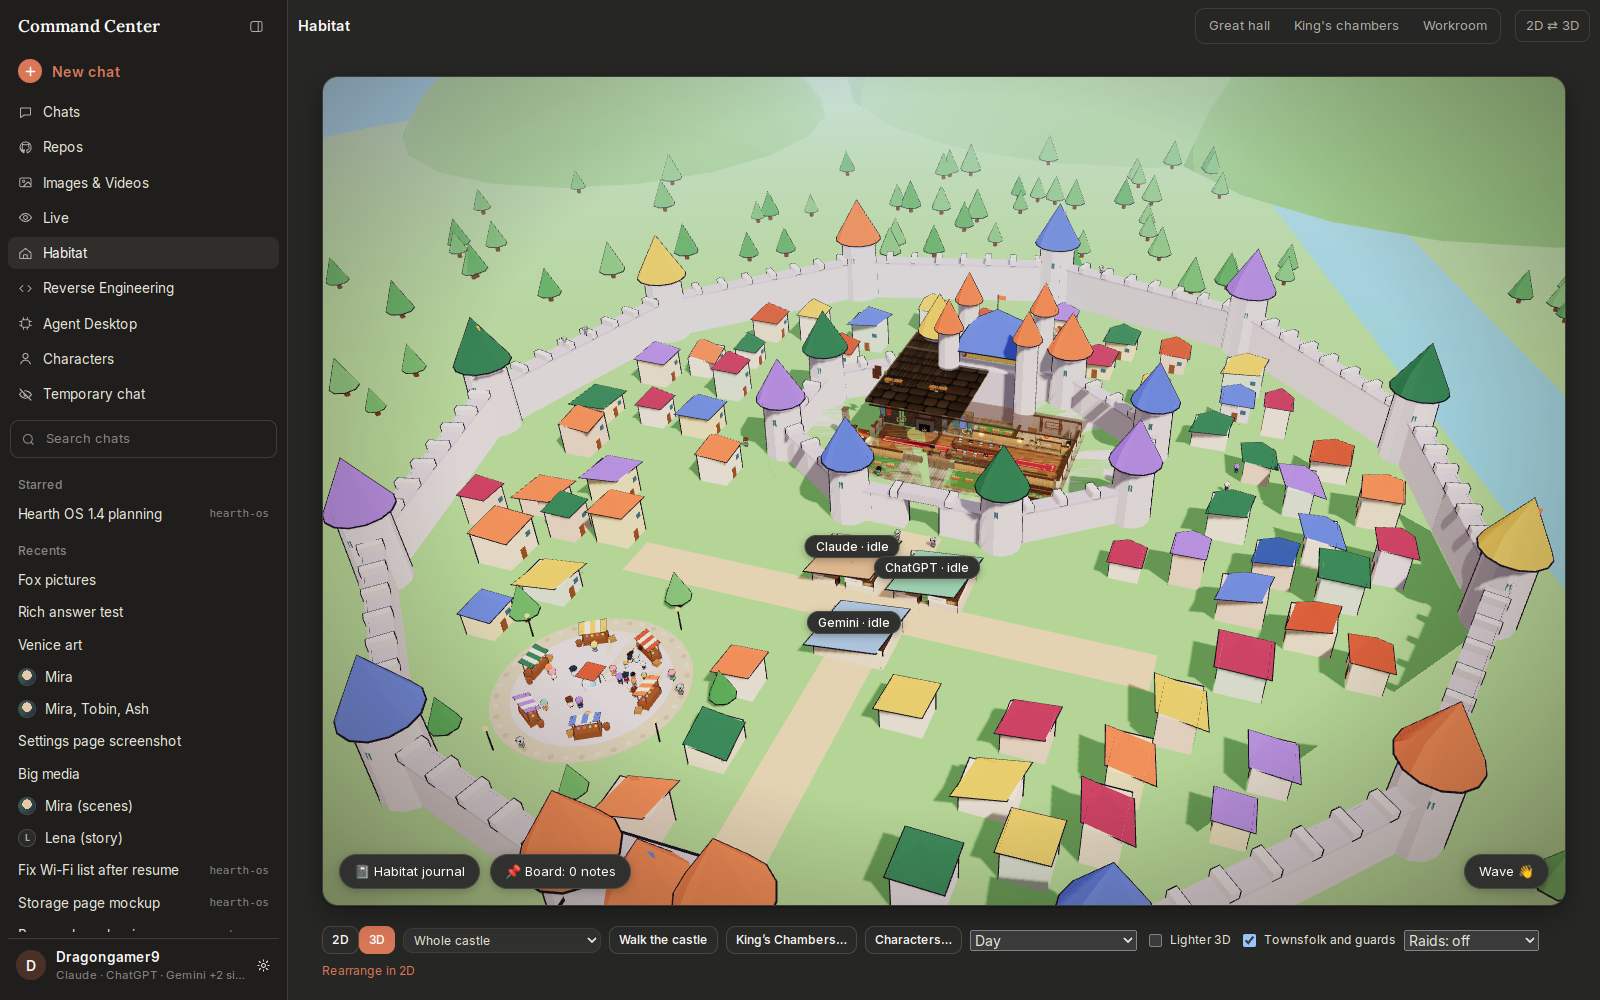 Command Center
New chat
Chats
Repos
Images & Videos
Live
Habitat
Reverse Engineering
Agent Desktop
Characters
Temporary chat
Search chats
Starred
Hearth OS 1.4 planning hearth-os
Recents
Fox pictures
Rich answer test
Venice art
Mira
Mira, Tobin, Ash
Settings page screenshot
Big media
Mira (scenes)
L Lena (story)
Fix Wi-Fi list after resume hearth-os
Storage page mockup hearth-os
D Dragongamer9
Claude · ChatGPT · Gemini +2 si...
Habitat
Great hall King's chambers Workroom 2D ⇄ 3D
Claude · idle
ChatGPT · idle
Gemini · idle
Habitat journal Board: 0 notes Wave 👋
2D 3D Whole castle Walk the castle King's Chambers... Characters... Day Lighter 3D Townsfolk and guards Raids: off
Rearrange in 2D